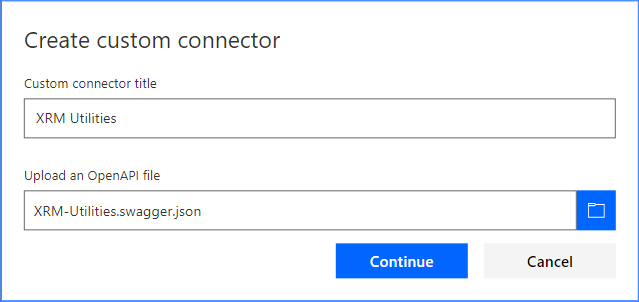 Create custom connector
Custom connector title
XRM Utilities
Upload an OpenAPI file
XRM-Utilities.swagger.json
Continue
Cancel